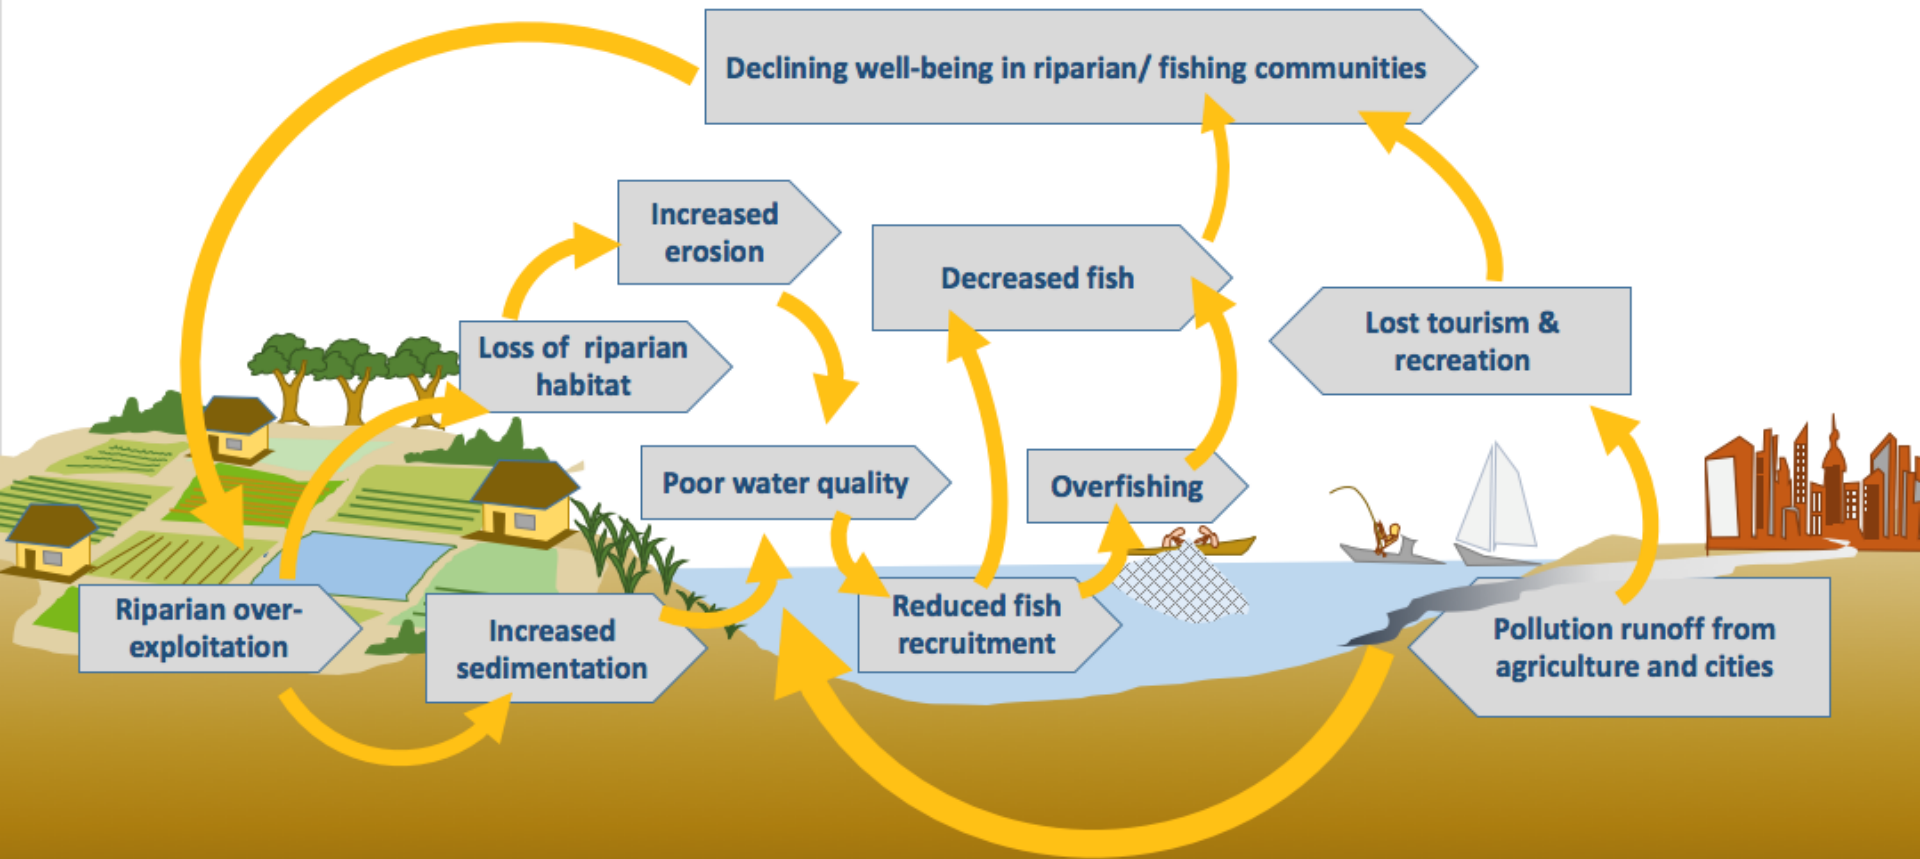 Declining well-being in riparian/ fishing communities
Increased
erosion
Decreased fish
Loss of riparian
habitat
Lost tourism &
recreation
Poor water quality
Overfishing
Riparian over-
exploitation
Increased
sedimentation
Reduced fish
recruitment
Pollution runoff from
agriculture and cities